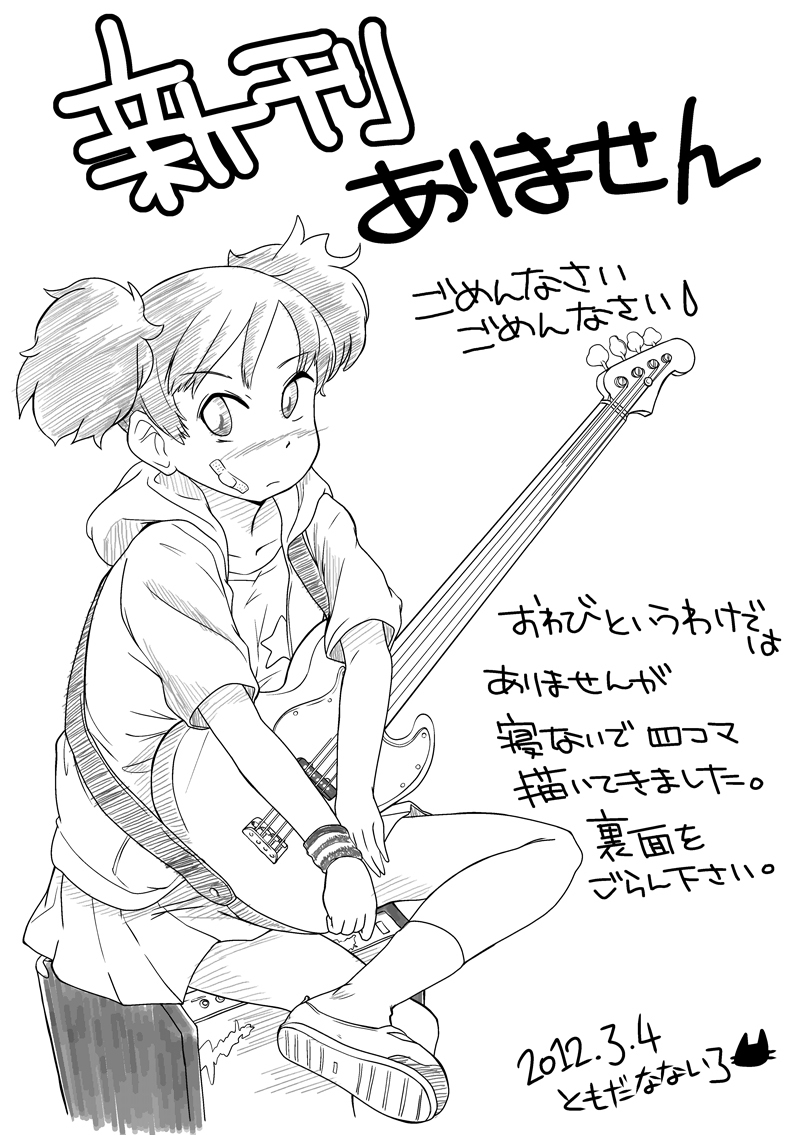 新刊
ありません
ごめんなさい
ごめんなさい
おわびというわけでは
ありませんが
寝ないで四コマ
描いてきました。
裏面を
ごらん下さい。
2012.3.4
ともだなないろ